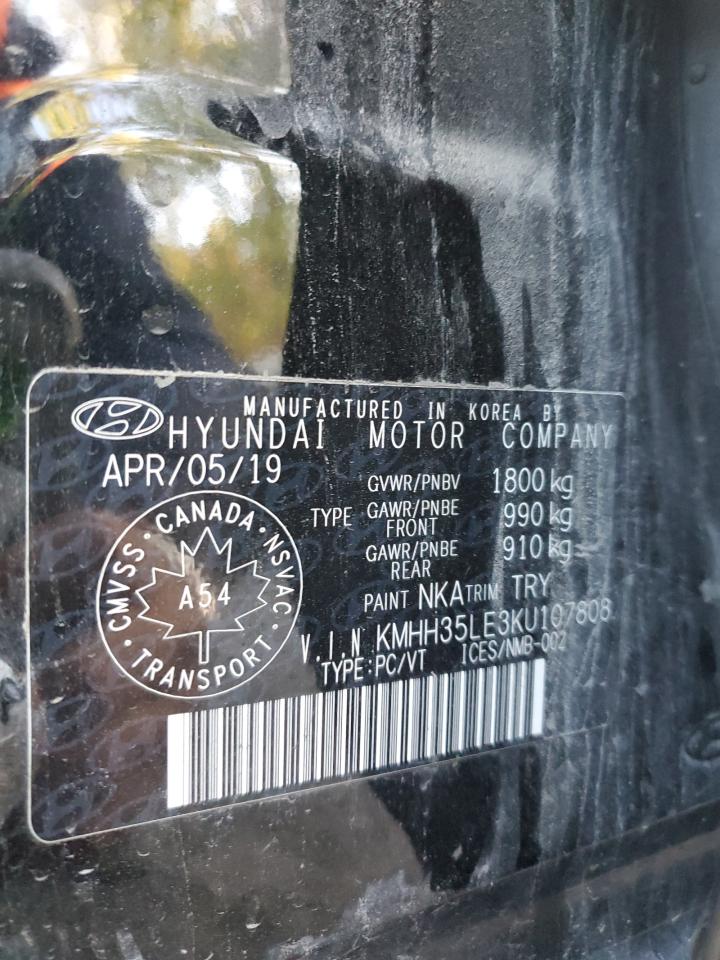 MANUFACTURED IN KOREA BY
HYUNDAI MOTOR COMPANY
APR/05/19
GVWR/PNBV 1800 kg
TYPE GAWR/PNBE FRONT 990 kg
GAWR/PNBE REAR 910 kg
PAINT NKA TRIM TRY
V.I.N KMHH35LE3KU107808
TYPE:PC/VT ICES/NMB-002
CMVSS · CANADA · NSVAC · TRANSPORT ·
A54